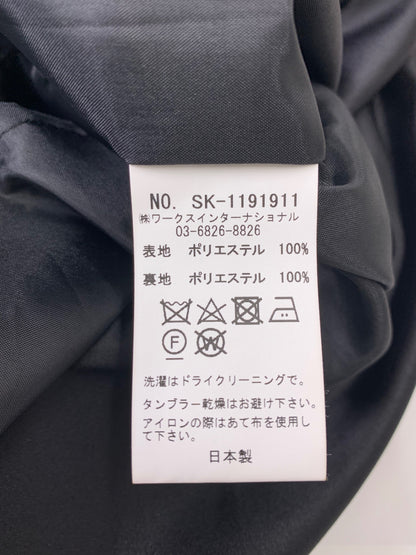 NO. SK-1191911
㈱ワークスインターナショナル
03-6826-8826
表地 ポリエステル 100%
裏地 ポリエステル 100%
F W
洗濯はドライクリーニングで。
タンブラー乾燥はお避け下さい。
アイロンの際はあて布を使用し
て下さい。
日本製